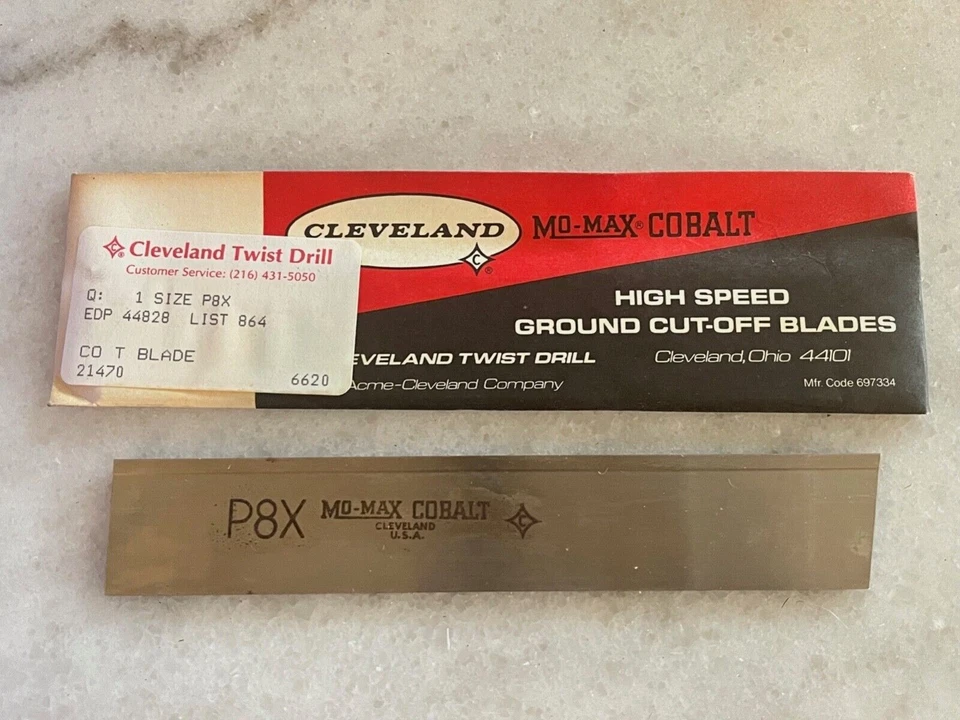 CLEVELAND
C
®
MO-MAX® COBALT
HIGH SPEED
GROUND CUT-OFF BLADES
EVELAND TWIST DRILL
Cleveland, Ohio 44101
Acme-Cleveland Company
Mfr. Code 697334
C ® Cleveland Twist Drill
Customer Service: (216) 431-5050
Q: 1 SIZE P8X
EDP 44828 LIST 864
CO T BLADE
21470 6620
P8X MO-MAX COBALT C
CLEVELAND
U.S.A.